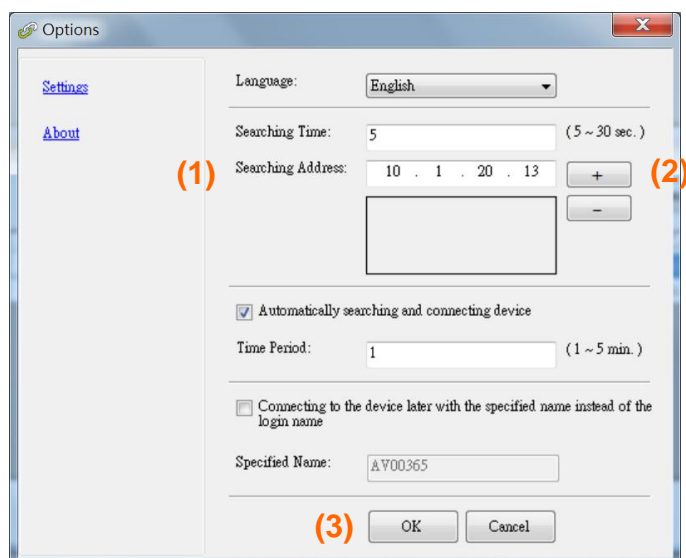 Options
Settings
About
Language: English
Searching Time: 5 ( 5 ~ 30 sec. )
(1) Searching Address: 10 . 1 . 20 . 13 + (2)
−
Automatically searching and connecting device
Time Period: 1 ( 1 ~ 5 min. )
Connecting to the device later with the specified name instead of the
login name
Specified Name: AV00365
(3) OK Cancel